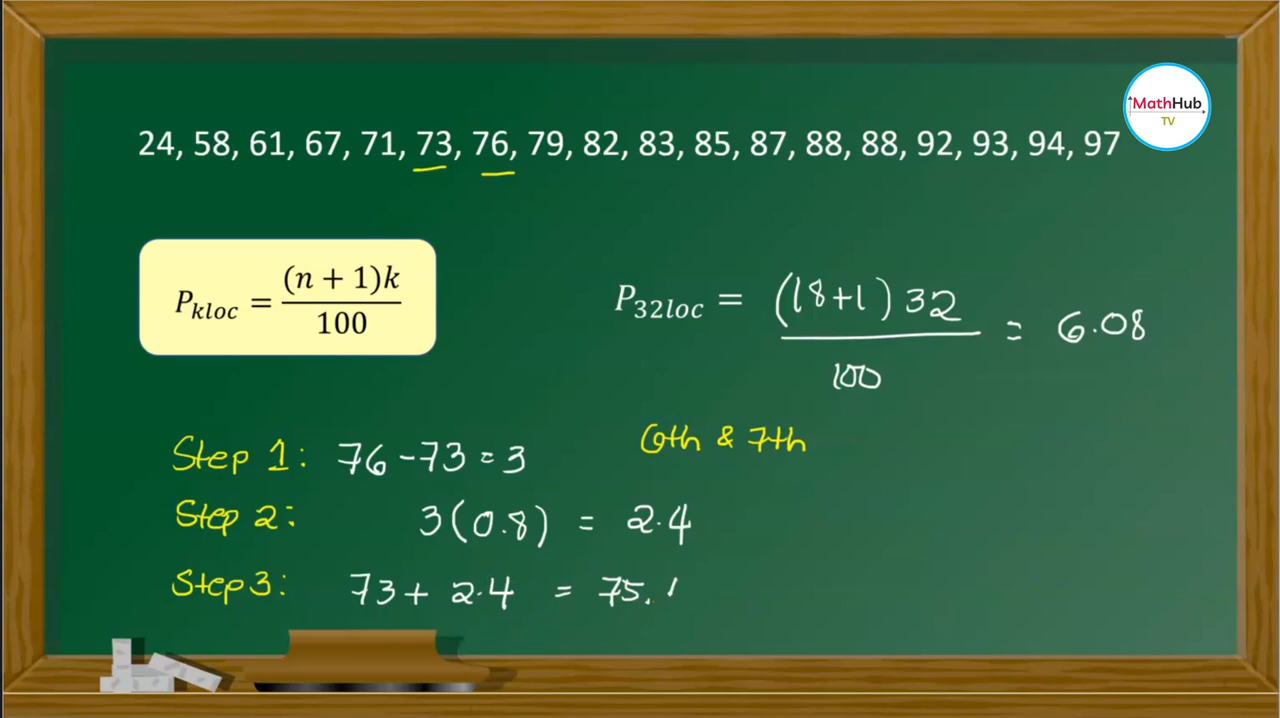 MathHub
TV
24, 58, 61, 67, 71, 73, 76, 79, 82, 83, 85, 87, 88, 88, 92, 93, 94, 97
P_kloc = (n + 1)k / 100
P_32loc = (18+1) 32 / 100 = 6.08
6th & 7th
Step 1: 76 - 73 = 3
Step 2: 3(0.8) = 2.4
Step 3: 73 + 2.4 = 75.